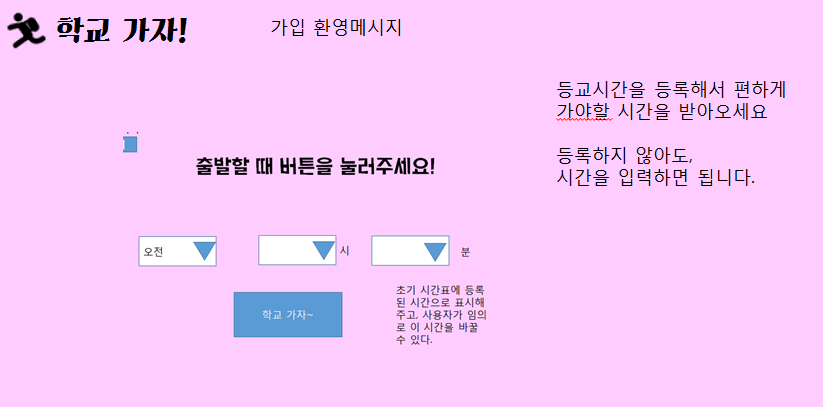 학교 가자!
가입 환영메시지
등교시간을 등록해서 편하게
가야할 시간을 받아오세요
등록하지 않아도,
시간을 입력하면 됩니다.
출발할 때 버튼을 눌러주세요!
오전
시
분
학교 가자~
초기 시간표에 등록
된 시간으로 표시해
주고, 사용자가 임의
로 이 시간을 바꿀
수 있다.